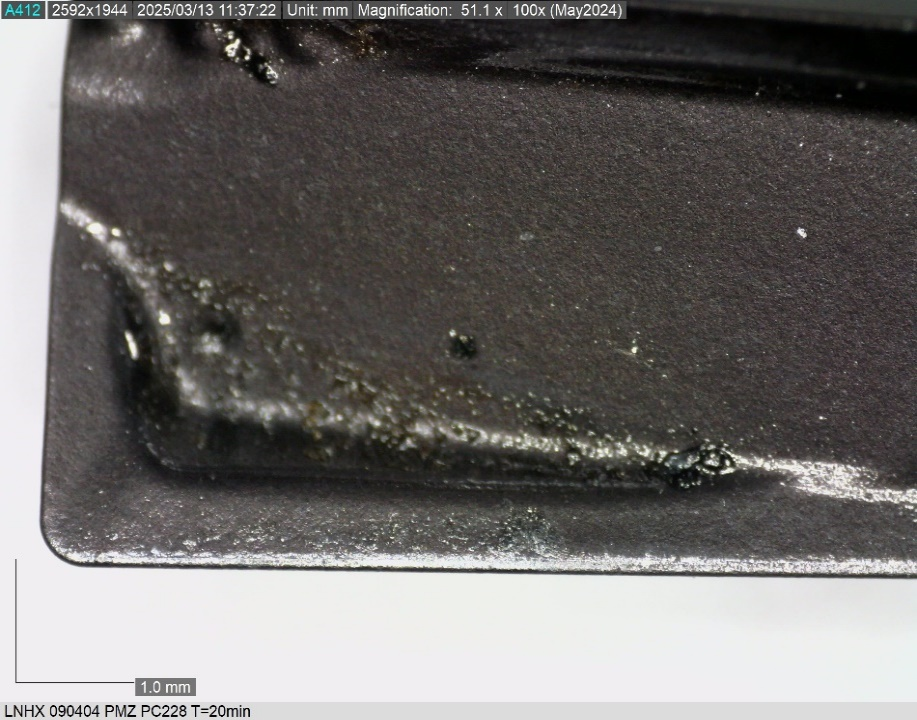 A412 2592x1944 2025/03/13 11:37:22 Unit: mm Magnification: 51.1 x 100x (May2024)
1.0 mm
LNHX 090404 PMZ PC228 T=20min